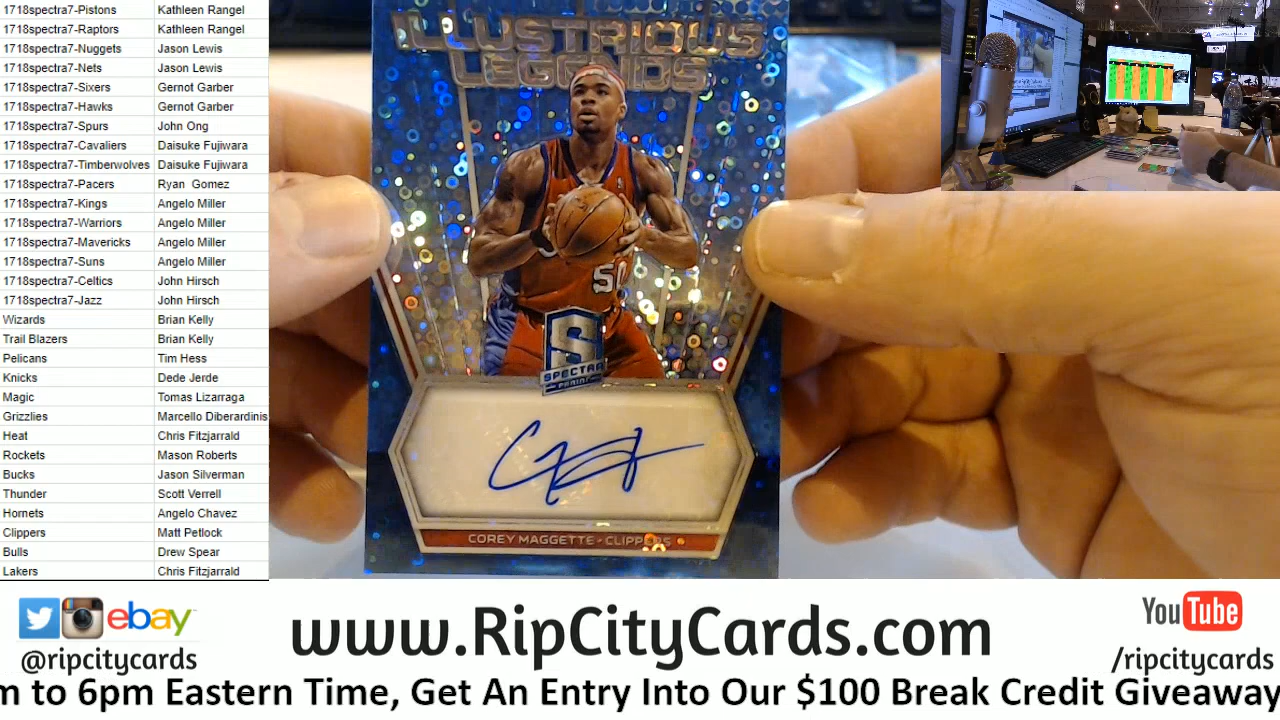 1718spectra7-Pistons Kathleen Rangel
1718spectra7-Raptors Kathleen Rangel
1718spectra7-Nuggets Jason Lewis
1718spectra7-Nets Jason Lewis
1718spectra7-Sixers Gernot Garber
1718spectra7-Hawks Gernot Garber
1718spectra7-Spurs John Ong
1718spectra7-Cavaliers Daisuke Fujiwara
1718spectra7-Timberwolves Daisuke Fujiwara
1718spectra7-Pacers Ryan Gomez
1718spectra7-Kings Angelo Miller
1718spectra7-Warriors Angelo Miller
1718spectra7-Mavericks Angelo Miller
1718spectra7-Suns Angelo Miller
1718spectra7-Celtics John Hirsch
1718spectra7-Jazz John Hirsch
Wizards Brian Kelly
Trail Blazers Brian Kelly
Pelicans Tim Hess
Knicks Dede Jerde
Magic Tomas Lizarraga
Grizzlies Marcello Diberardinis
Heat Chris Fitzjarrald
Rockets Mason Roberts
Bucks Jason Silverman
Thunder Scott Verrell
Hornets Angelo Chavez
Clippers Matt Petlock
Bulls Drew Spear
Lakers Chris Fitzjarrald
ILLUSTRIOUS
LEGENDS
50
S
SPECTRA
PANINI
COREY MAGGETTE • CLIPPERS
ebay
@ripcitycards
www.RipCityCards.com
YouTube
/ripcitycards
m to 6pm Eastern Time, Get An Entry Into Our $100 Break Credit Giveaway